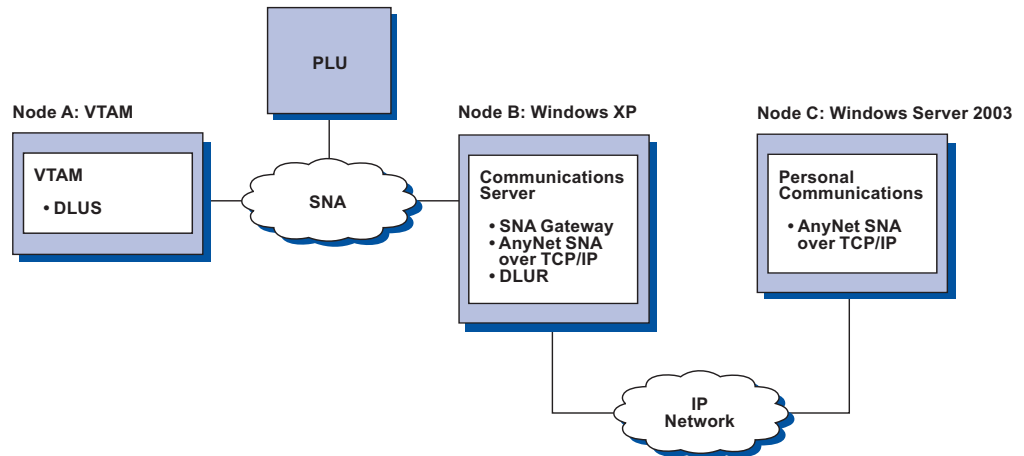 PLU
Node A: VTAM
Node B: Windows XP
Node C: Windows Server 2003
VTAM
• DLUS
SNA
Communications
Server
• SNA Gateway
• AnyNet SNA
over TCP/IP
• DLUR
Personal
Communications
• AnyNet SNA
over TCP/IP
IP
Network